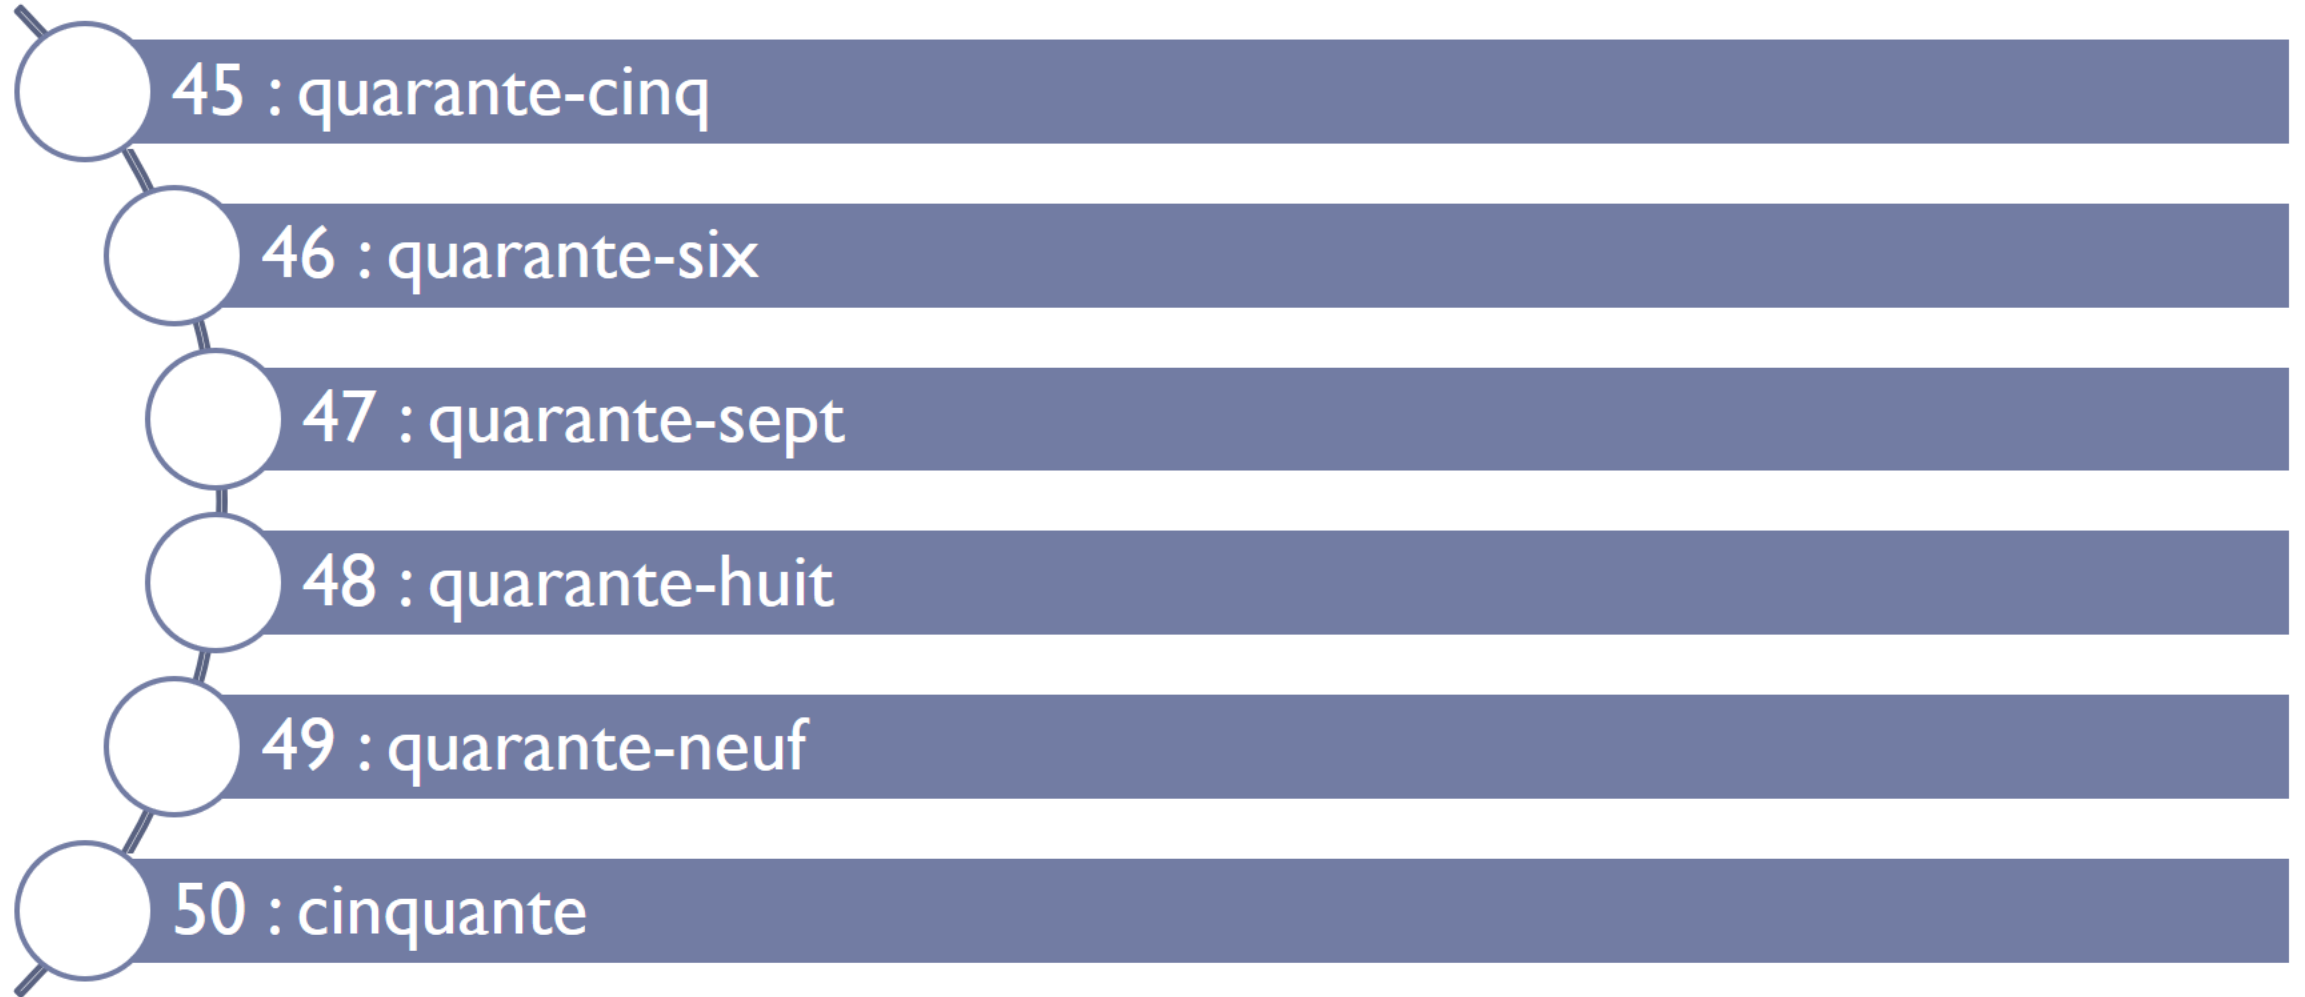 45 : quarante-cinq
46 : quarante-six
47 : quarante-sept
48 : quarante-huit
49 : quarante-neuf
50 : cinquante